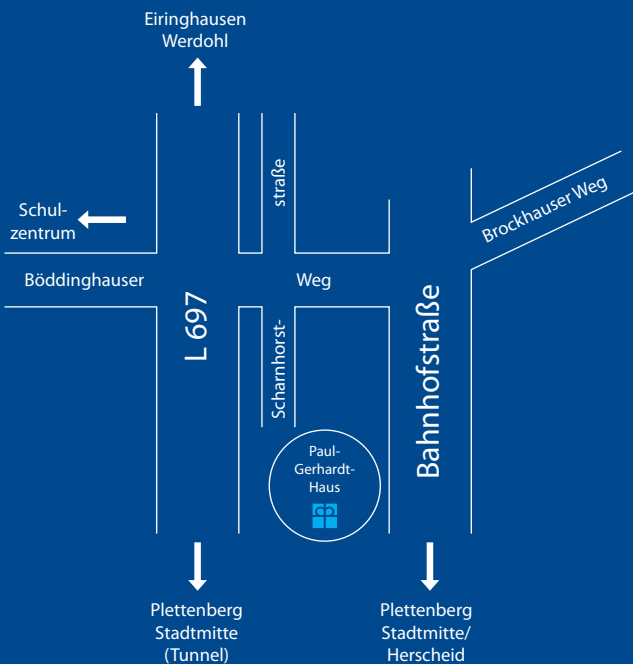 Eiringhausen
Werdohl
straße
Brockhauser Weg
Schul-
zentrum
Böddinghauser
Weg
L 697
Scharnhorst-
Bahnhofstraße
Paul-
Gerhardt-
Haus
Plettenberg
Stadtmitte
(Tunnel)
Plettenberg
Stadtmitte/
Herscheid